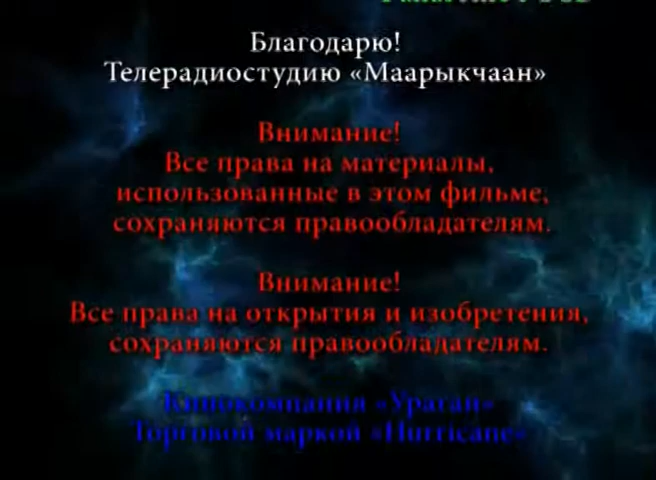 Благодарю!
Телерадиостудию «Маарыкчаан»
Внимание!
Все права на материалы,
использованные в этом фильме,
сохраняются правообладателям.
Внимание!
Все права на открытия и изобретения,
сохраняются правообладателям.
Кинокомпания «Ураган»
Торговой маркой «Hurricane»